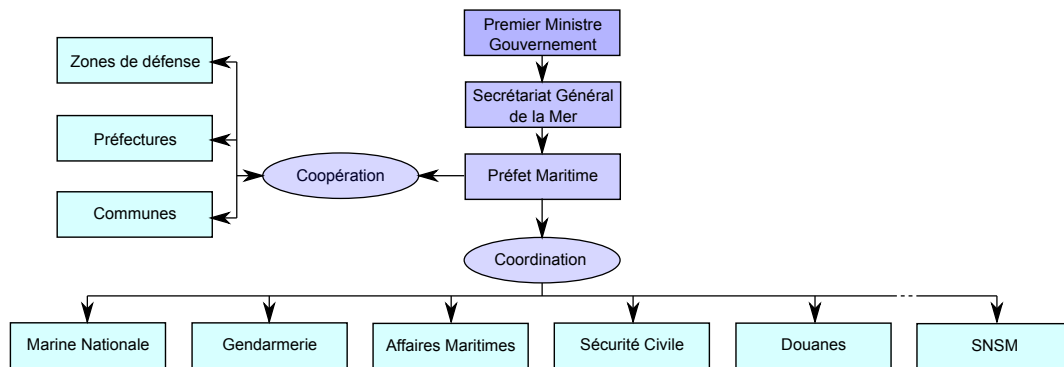 Premier Ministre
Gouvernement
Zones de défense
Secrétariat Général
de la Mer
Préfectures
Coopération
Préfet Maritime
Communes
Coordination
Marine Nationale
Gendarmerie
Affaires Maritimes
Sécurité Civile
Douanes
SNSM